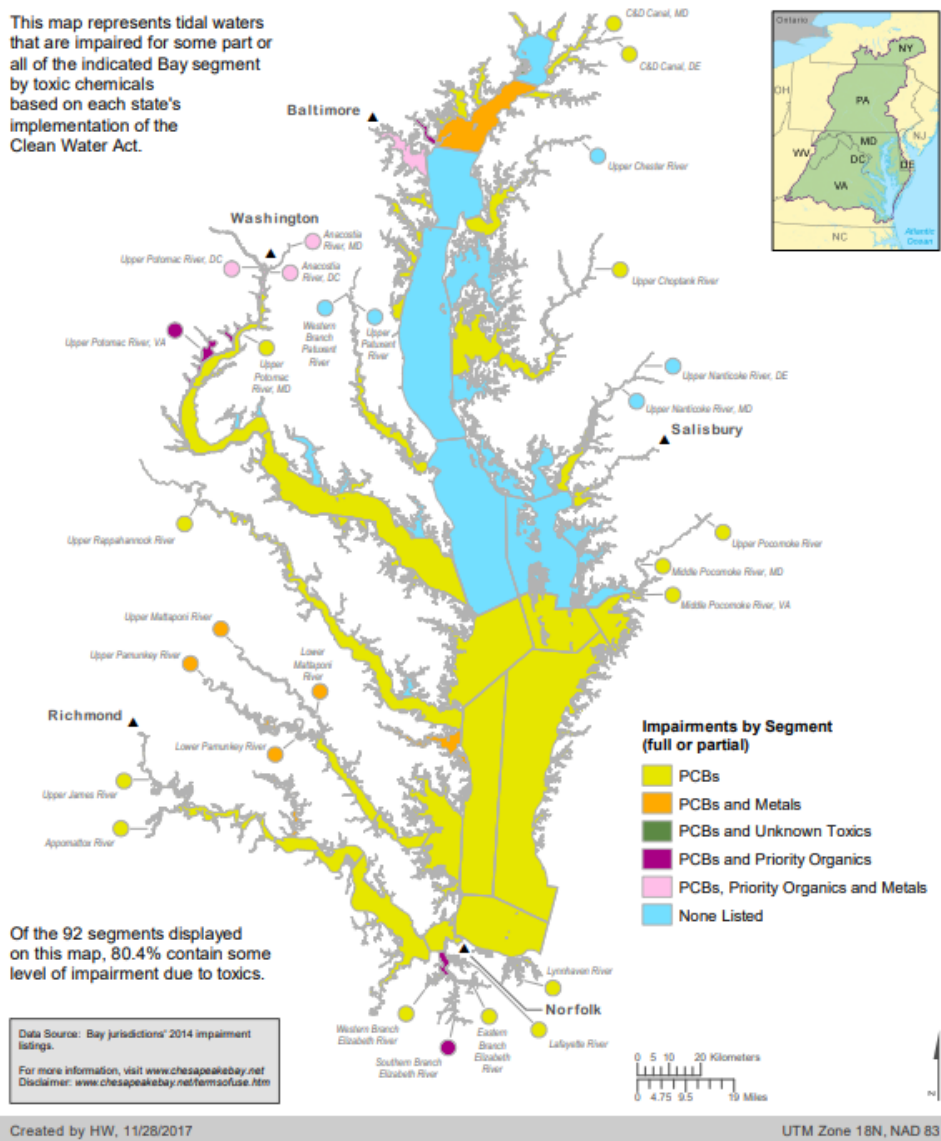 This map represents tidal waters
that are impaired for some part or
all of the indicated Bay segment
by toxic chemicals
based on each state's
implementation of the
Clean Water Act.
C&D Canal, MD
C&D Canal, DE
Ontario
NY
OH
PA
NJ
MD
WV
DC
DE
VA
NC
Atlantic
Ocean
Baltimore
Upper Chester River
Washington
Anacostia
River, MD
Upper Potomac River, DC
Anacostia
River, DC
Upper Choptank River
Western
Branch
Patuxent
River
Upper
Patuxent
River
Upper Potomac River, VA
Upper
Potomac
River, MD
Upper Nanticoke River, DE
Upper Nanticoke River, MD
Salisbury
Upper Rappahannock River
Upper Pocomoke River
Middle Pocomoke River, MD
Middle Pocomoke River, VA
Upper Mattaponi River
Upper Pamunkey River
Lower
Mattaponi
River
Richmond
Lower Pamunkey River
Upper James River
Appomattox River
Impairments by Segment
(full or partial)
PCBs
PCBs and Metals
PCBs and Unknown Toxics
PCBs and Priority Organics
PCBs, Priority Organics and Metals
None Listed
Of the 92 segments displayed
on this map, 80.4% contain some
level of impairment due to toxics.
Lynnhaven River
Norfolk
Western Branch
Elizabeth River
Eastern
Branch
Elizabeth
River
Lafayette River
Southern Branch
Elizabeth River
Data Source: Bay jurisdictions' 2014 impairment
listings.
For more information, visit www.chesapeakebay.net
Disclaimer: www.chesapeakebay.net/termsofuse.htm
0 5 10 20 Kilometers
0 4.75 9.5 19 Miles
N
Created by HW, 11/28/2017
UTM Zone 18N, NAD 83